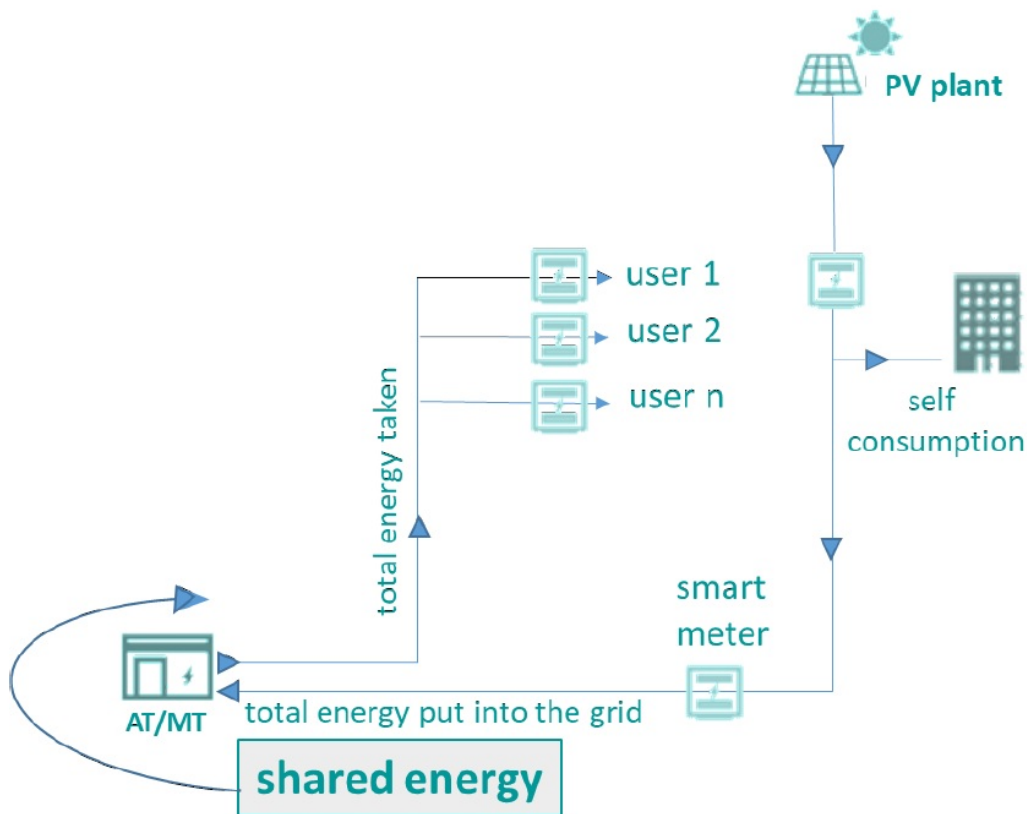 PV plant
user 1
user 2
user n
self
consumption
total energy taken
smart
meter
AT/MT
total energy put into the grid
shared energy